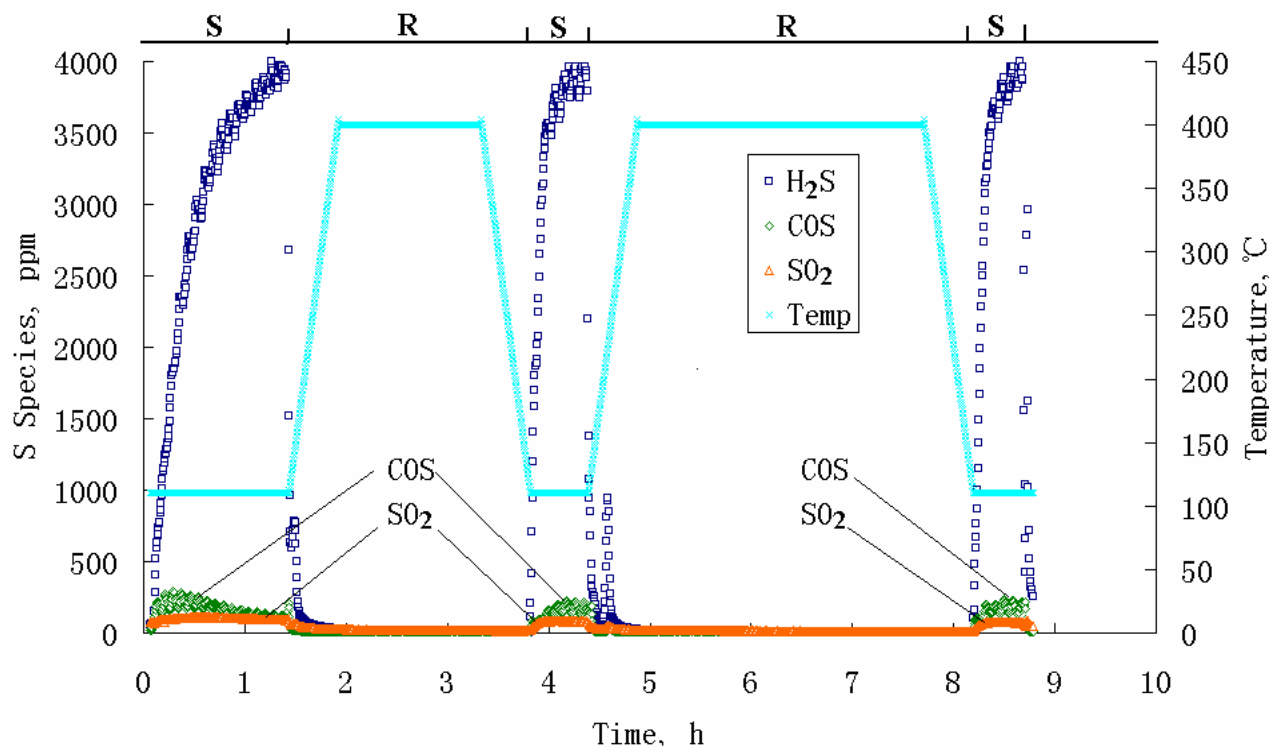 S R S R S
4000 450
3500 400
3000 350
2500 300
2000 250
1500 200
1000 150
500 100
0 50
0
S Species, ppm
Temperature, ℃
H₂S
COS
SO₂
Temp
COS COS
SO₂ SO₂
0 1 2 3 4 5 6 7 8 9 10
Time, h